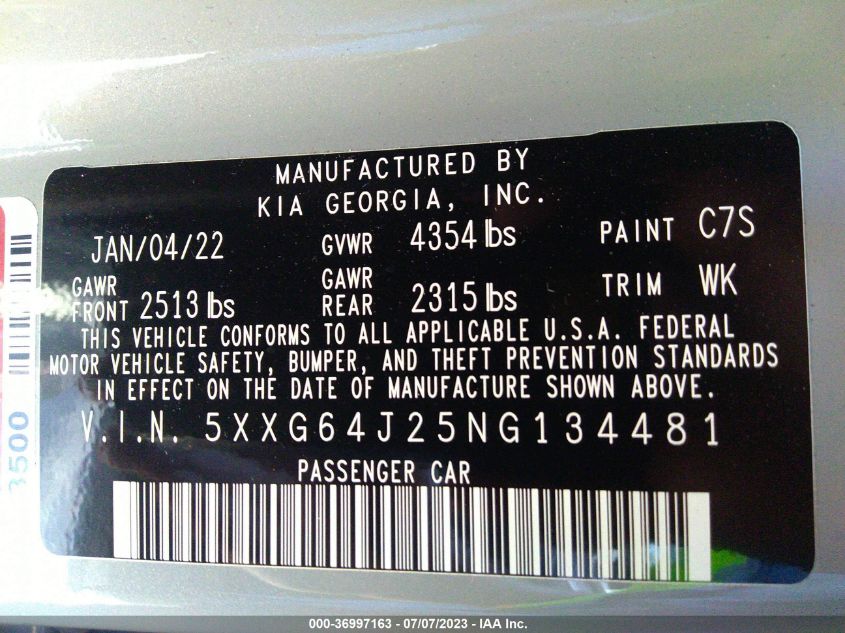 MANUFACTURED BY
KIA GEORGIA, INC.
JAN/04/22 GVWR 4354 lbs PAINT C7S
GAWR FRONT 2513 lbs GAWR REAR 2315 lbs TRIM WK
THIS VEHICLE CONFORMS TO ALL APPLICABLE U.S.A. FEDERAL
MOTOR VEHICLE SAFETY, BUMPER, AND THEFT PREVENTION STANDARDS
IN EFFECT ON THE DATE OF MANUFACTURE SHOWN ABOVE.
V.I.N. 5XXG64J25NG134481
PASSENGER CAR
3500
000-36997163 - 07/07/2023 - IAA Inc.